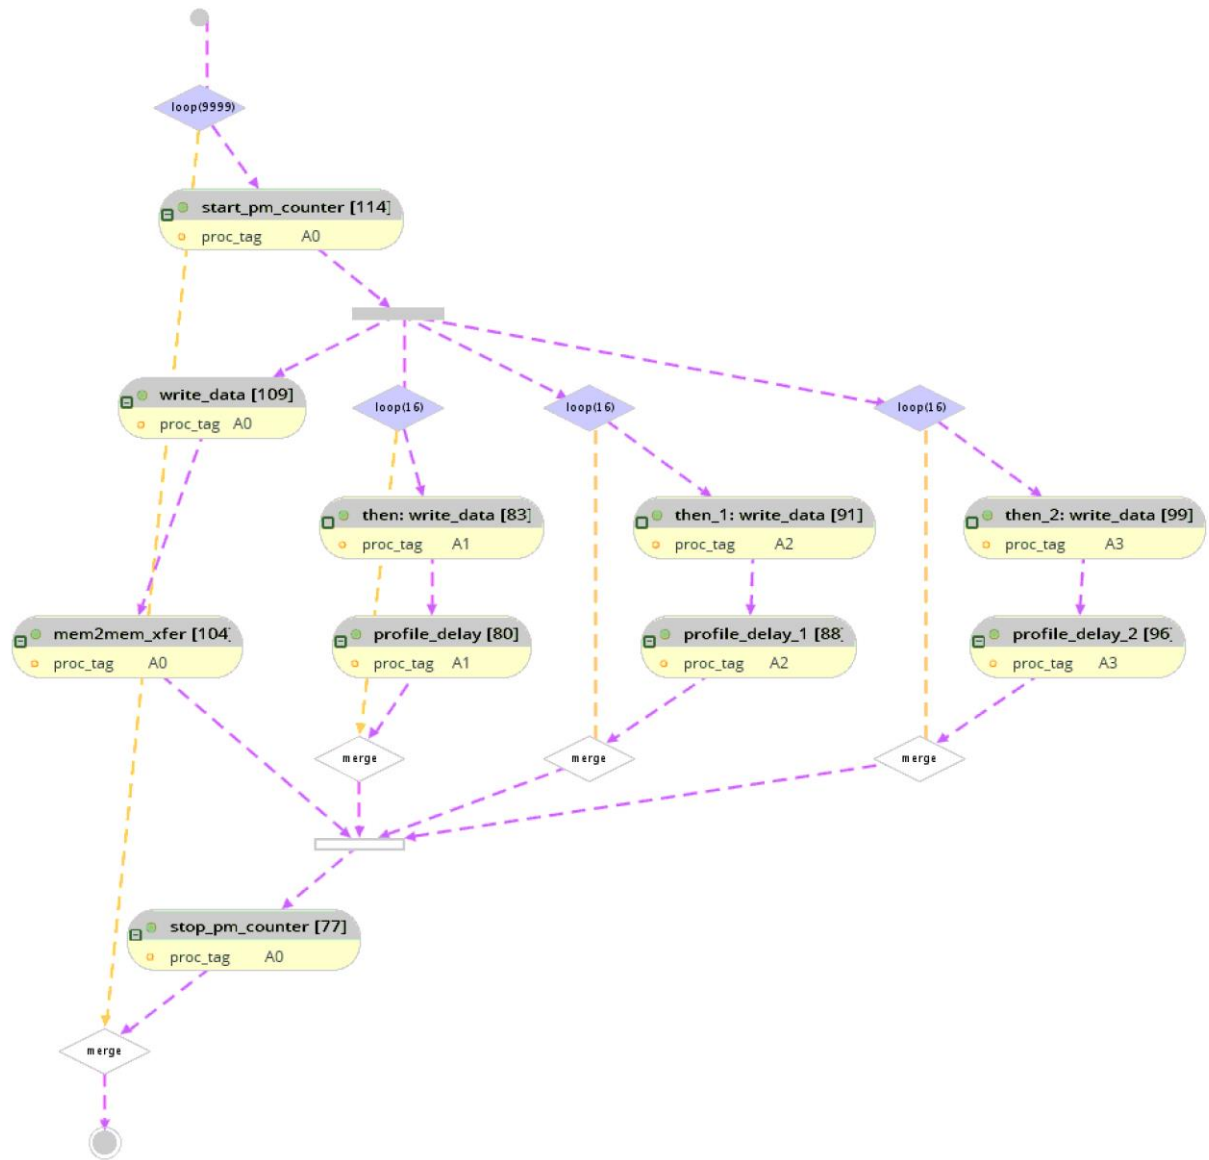 loop(9999)
start_pm_counter [114]
proc_tag A0
write_data [109]
proc_tag A0
loop(16)
loop(16)
loop(16)
then: write_data [83]
proc_tag A1
then_1: write_data [91]
proc_tag A2
then_2: write_data [99]
proc_tag A3
mem2mem_xfer [104]
proc_tag A0
profile_delay [80]
proc_tag A1
profile_delay_1 [88]
proc_tag A2
profile_delay_2 [96]
proc_tag A3
merge
merge
merge
stop_pm_counter [77]
proc_tag A0
merge